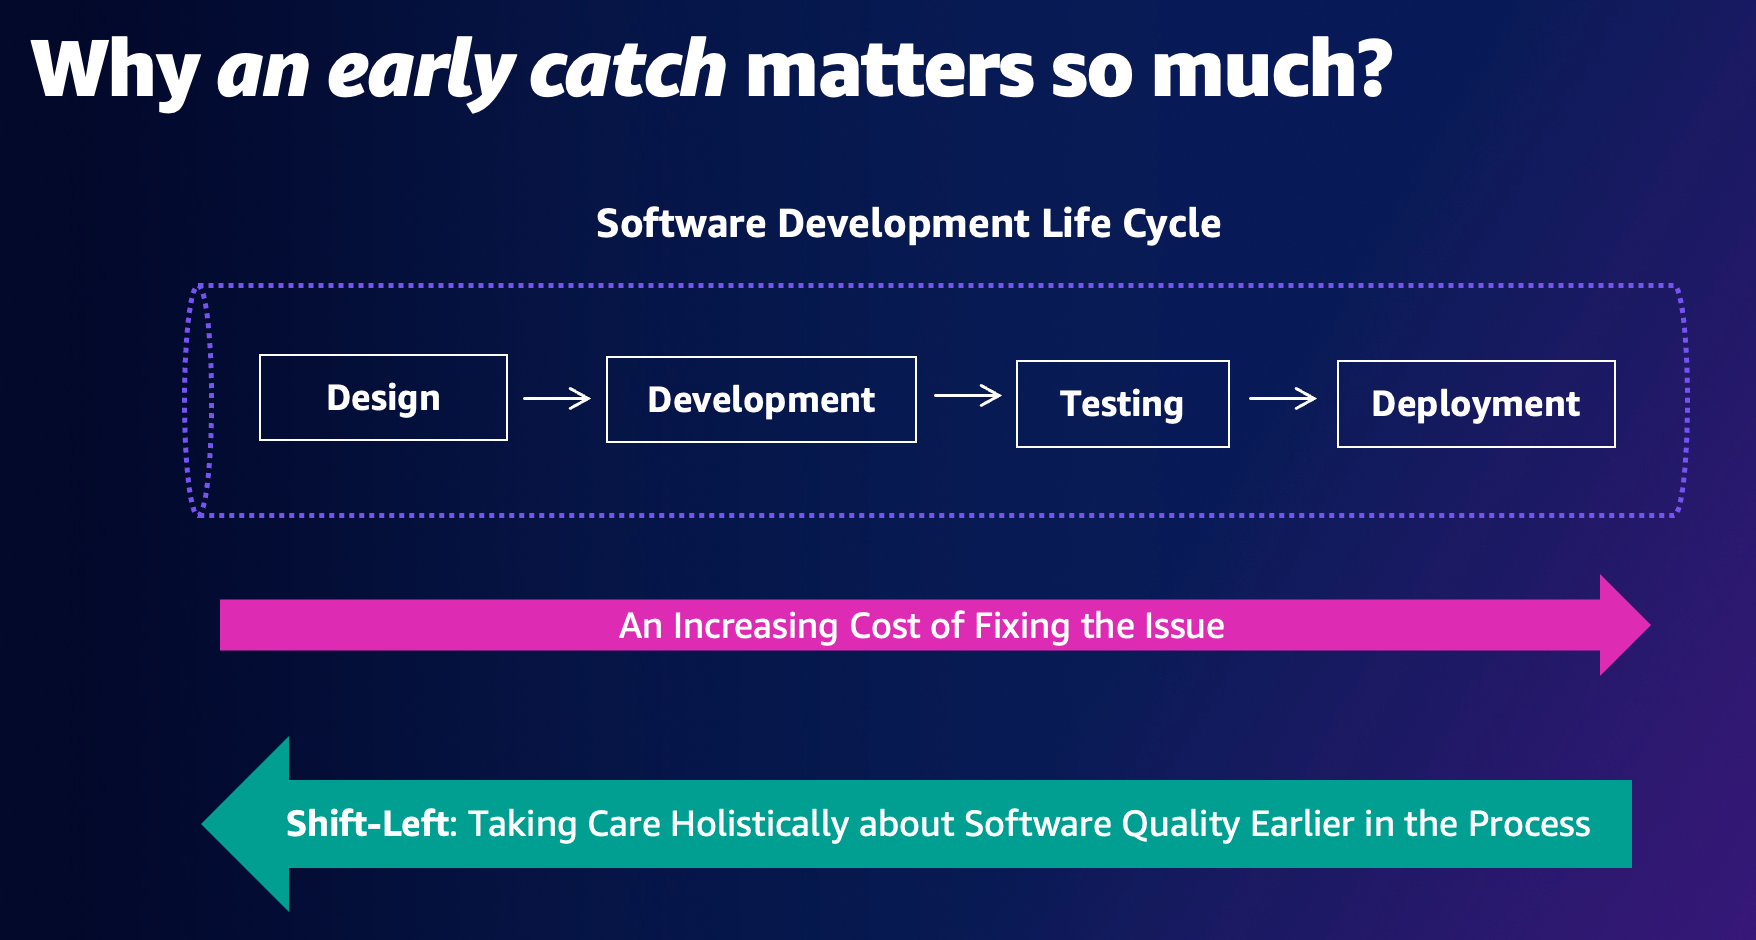 Why an early catch matters so much?
Software Development Life Cycle
Design
Development
Testing
Deployment
An Increasing Cost of Fixing the Issue
Shift-Left: Taking Care Holistically about Software Quality Earlier in the Process